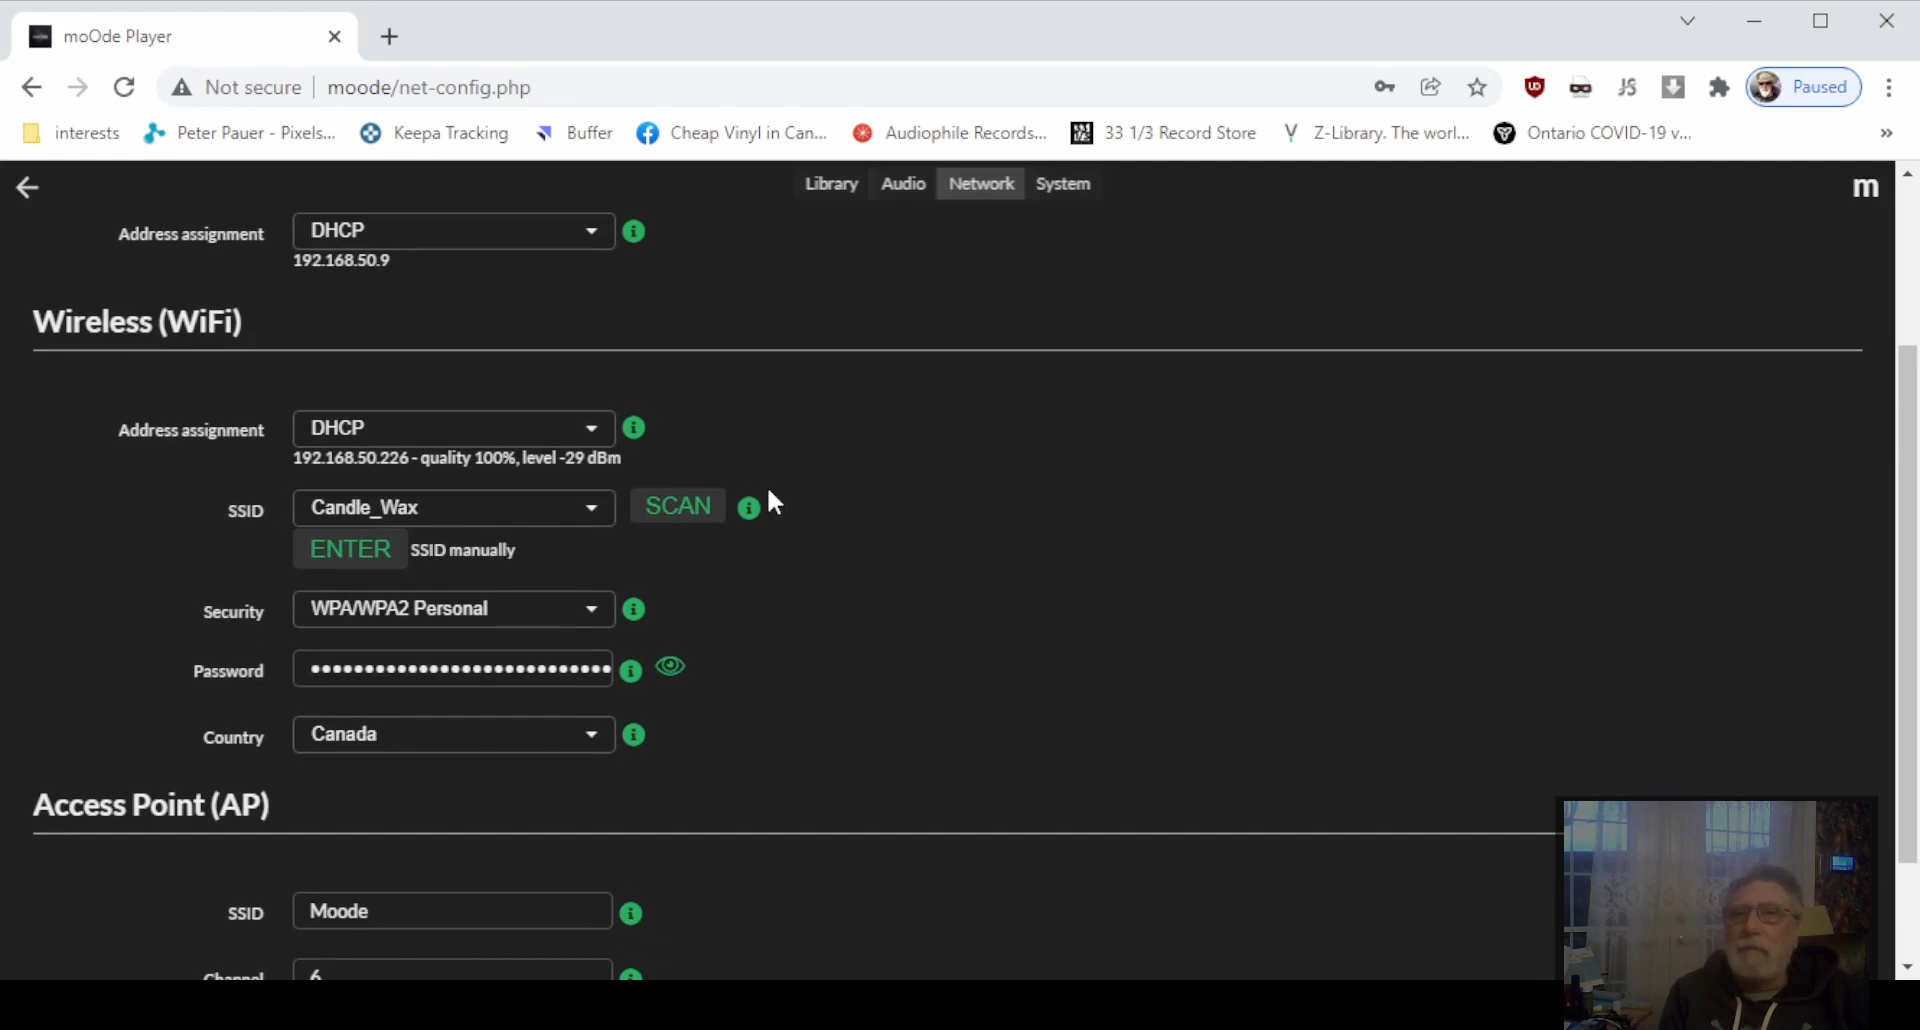 moOde Player
Not secure moode/net-config.php Paused
interests Peter Pauer - Pixels... Keepa Tracking Buffer Cheap Vinyl in Can... Audiophile Records... 33 1/3 Record Store Z-Library. The worl... Ontario COVID-19 v... »
Library Audio Network System m
Address assignment DHCP
192.168.50.9
Wireless (WiFi)
Address assignment DHCP
192.168.50.226 - quality 100%, level -29 dBm
SSID Candle_Wax SCAN
ENTER SSID manually
Security WPA/WPA2 Personal
Password ••••••••••••••••••••••••••••
Country Canada
Access Point (AP)
SSID Moode
Channel 6